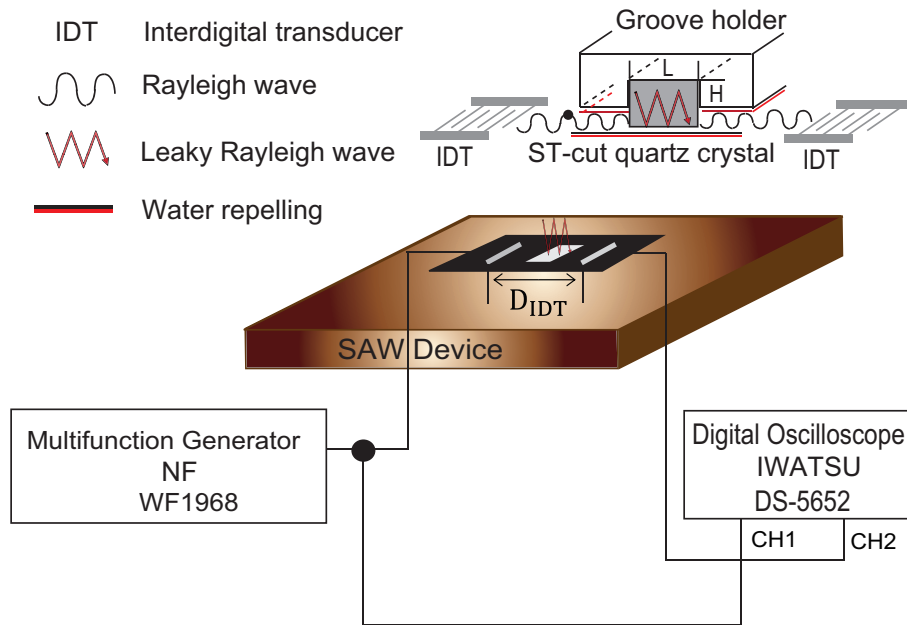 IDT Interdigital transducer
Rayleigh wave
Leaky Rayleigh wave
Water repelling
Groove holder
L
H
IDT
ST-cut quartz crystal
IDT
D_IDT
SAW Device
Multifunction Generator
NF
WF1968
Digital Oscilloscope
IWATSU
DS-5652
CH1
CH2